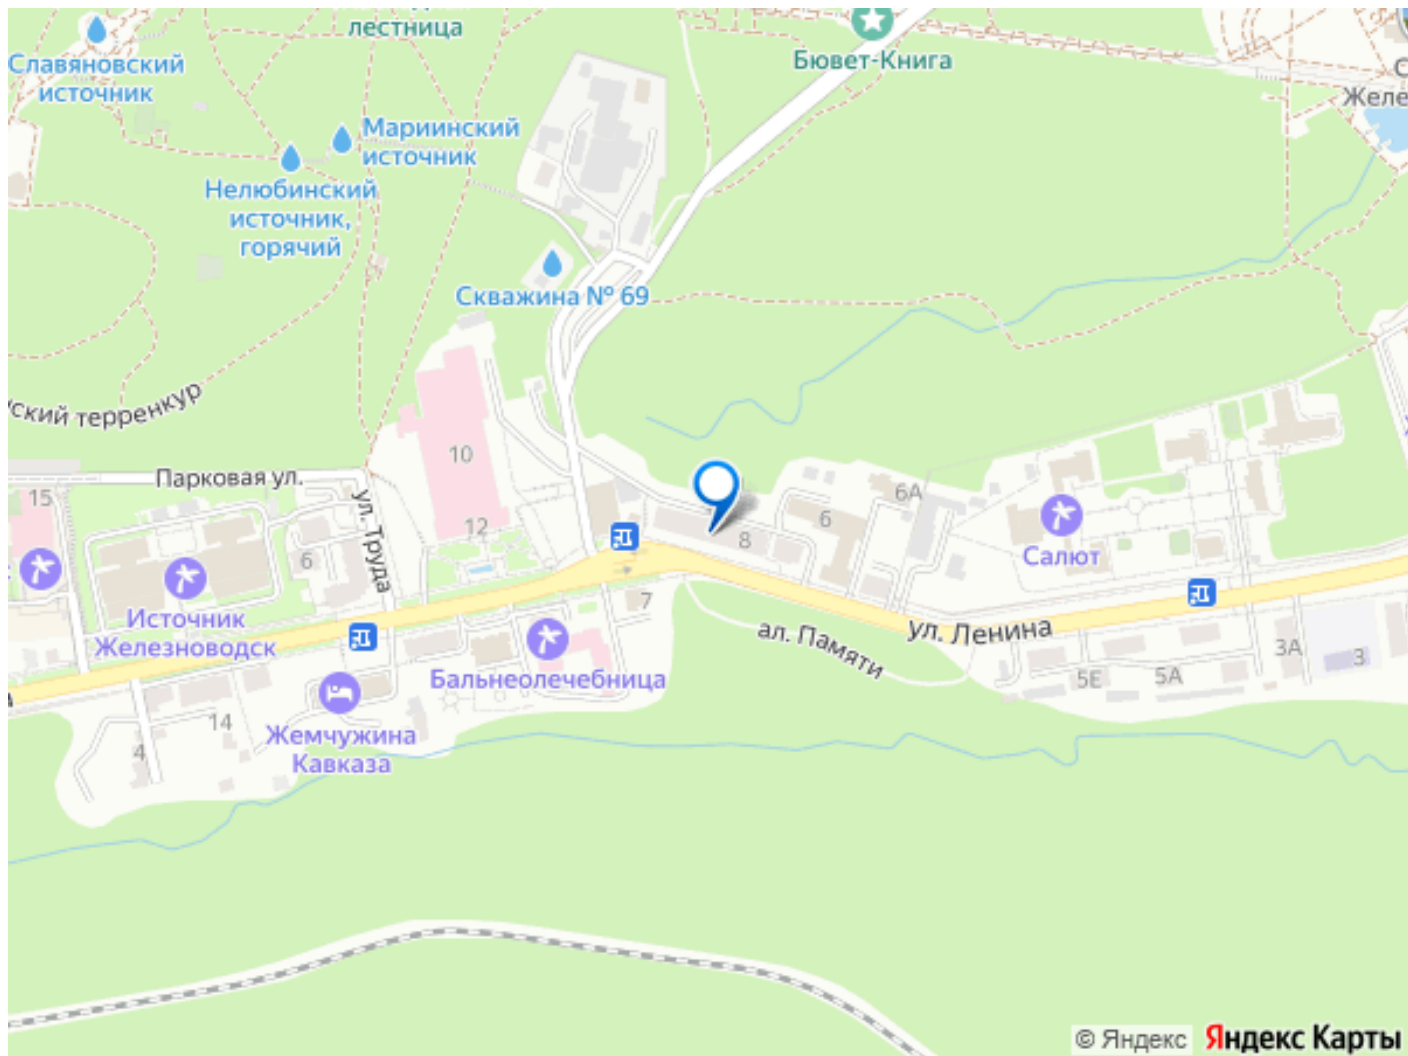 лестница
Бювет-Книга
Славяновский
источник
Желе
Мариинский
источник
Нелюбинский
источник,
горячий
Скважина № 69
ский терренкур
Парковая ул.
ул. Труда
15
10
12
6
8
6
6А
Салют
Источник
Железноводск
7
ал. Памяти
ул. Ленина
Бальнеолечебница
5Е
5А
3А
3
14
4
Жемчужина
Кавказа
© Яндекс Яндекс Карты